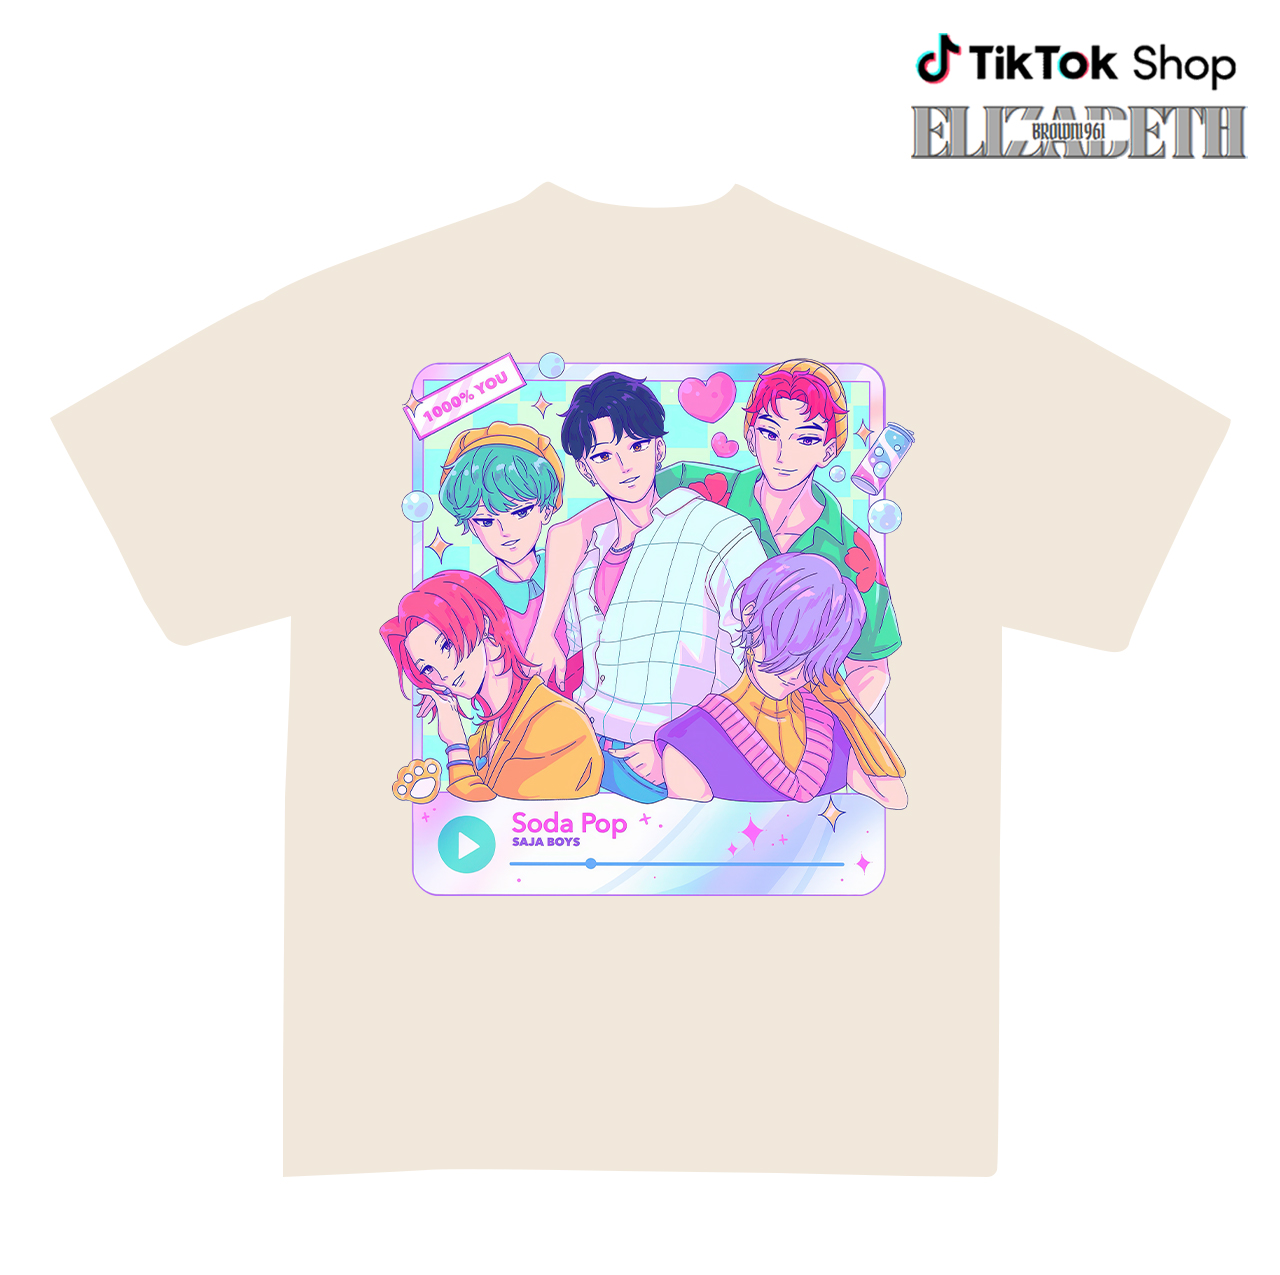 TikTok Shop
ELIZABETH
BROWN1961
1000% YOU
Soda Pop
SAJA BOYS